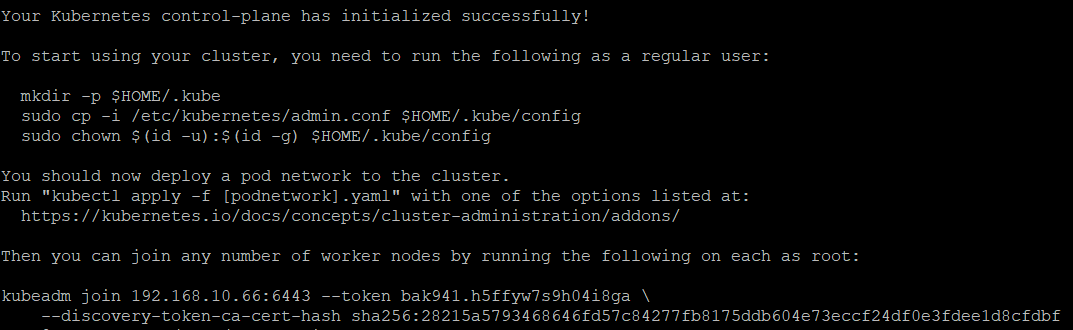 Your Kubernetes control-plane has initialized successfully!
To start using your cluster, you need to run the following as a regular user:
mkdir -p $HOME/.kube
sudo cp -i /etc/kubernetes/admin.conf $HOME/.kube/config
sudo chown $(id -u):$(id -g) $HOME/.kube/config
You should now deploy a pod network to the cluster.
Run "kubectl apply -f [podnetwork].yaml" with one of the options listed at:
https://kubernetes.io/docs/concepts/cluster-administration/addons/
Then you can join any number of worker nodes by running the following on each as root:
kubeadm join 192.168.10.66:6443 --token bak941.h5ffyw7s9h04i8ga \
--discovery-token-ca-cert-hash sha256:28215a5793468646fd57c84277fb8175ddb604e73eccf24df0e3fdee1d8cfdbf